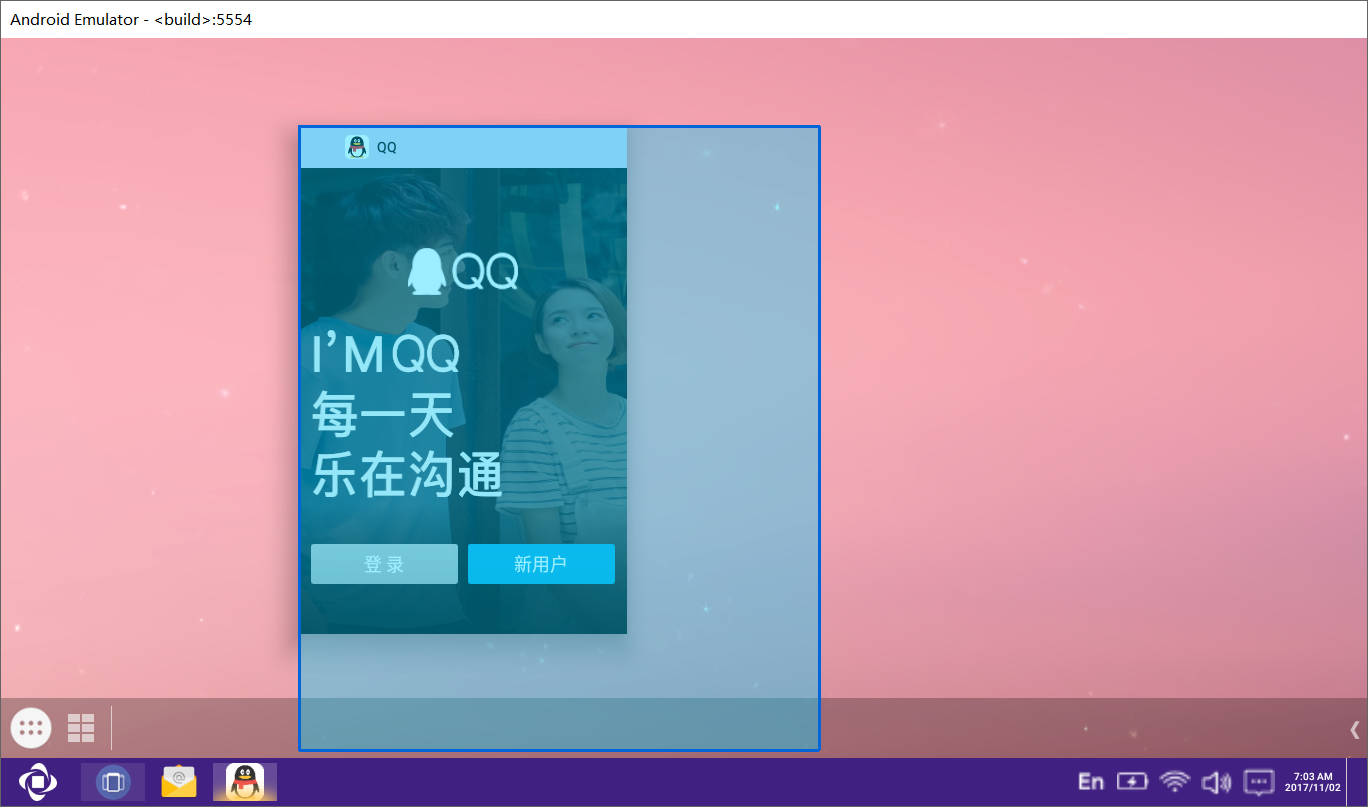 Android Emulator - <build>:5554
QQ
QQ
I'M QQ
每一天
乐在沟通
登 录
新用户
En
7:03 AM
2017/11/02